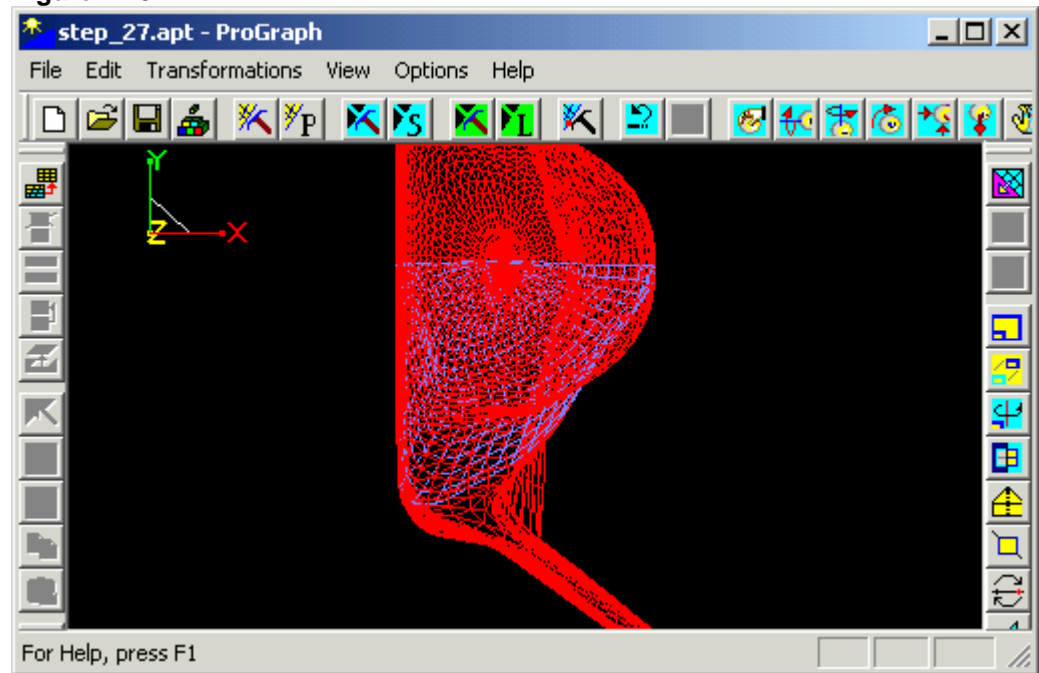 step_27.apt - ProGraph
File Edit Transformations View Options Help
P S L
Y
Z X
For Help, press F1